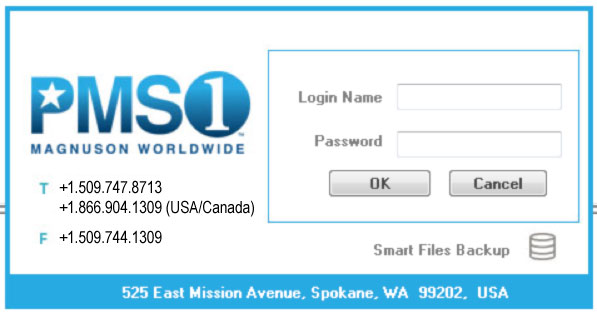 PMS1™
MAGNUSON WORLDWIDE
T +1.509.747.8713
+1.866.904.1309 (USA/Canada)
F +1.509.744.1309
Login Name
Password
OK Cancel
Smart Files Backup
525 East Mission Avenue, Spokane, WA 99202, USA